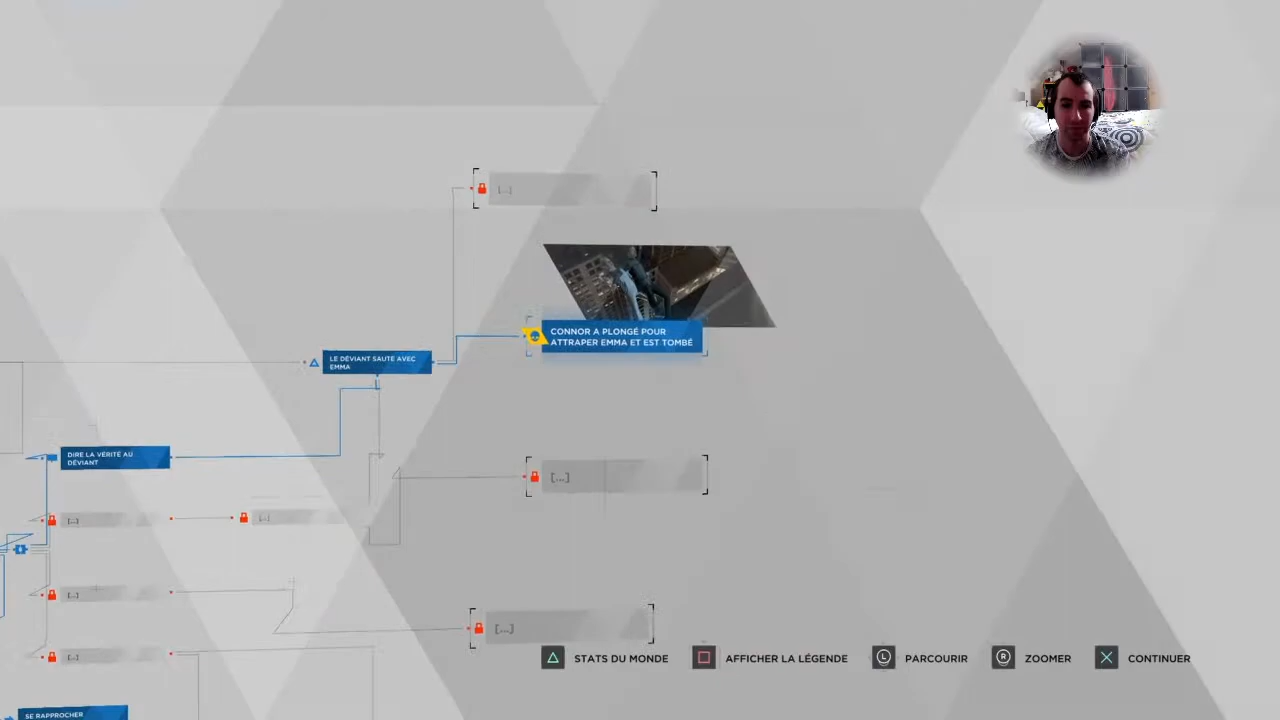 [...]
CONNOR A PLONGÉ POUR
ATTRAPER EMMA ET EST TOMBÉ
LE DÉVIANT SAUTE AVEC
EMMA
DIRE LA VÉRITÉ AU
DÉVIANT
[...]
[...]
[...]
[...]
[...]
[...]
SE RAPPROCHER
STATS DU MONDE
AFFICHER LA LÉGENDE
L
PARCOURIR
R
ZOOMER
CONTINUER